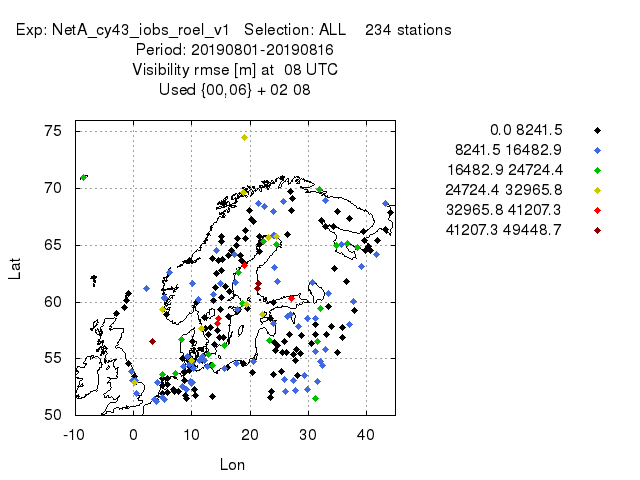 Exp: NetA_cy43_iobs_roel_v1 Selection: ALL 234 stations
Period: 20190801-20190816
Visibility rmse [m] at 08 UTC
Used {00,06} + 02 08
0.0 8241.5
8241.5 16482.9
16482.9 24724.4
24724.4 32965.8
32965.8 41207.3
41207.3 49448.7
75
70
65
60
55
50
Lat
-10 0 10 20 30 40
Lon